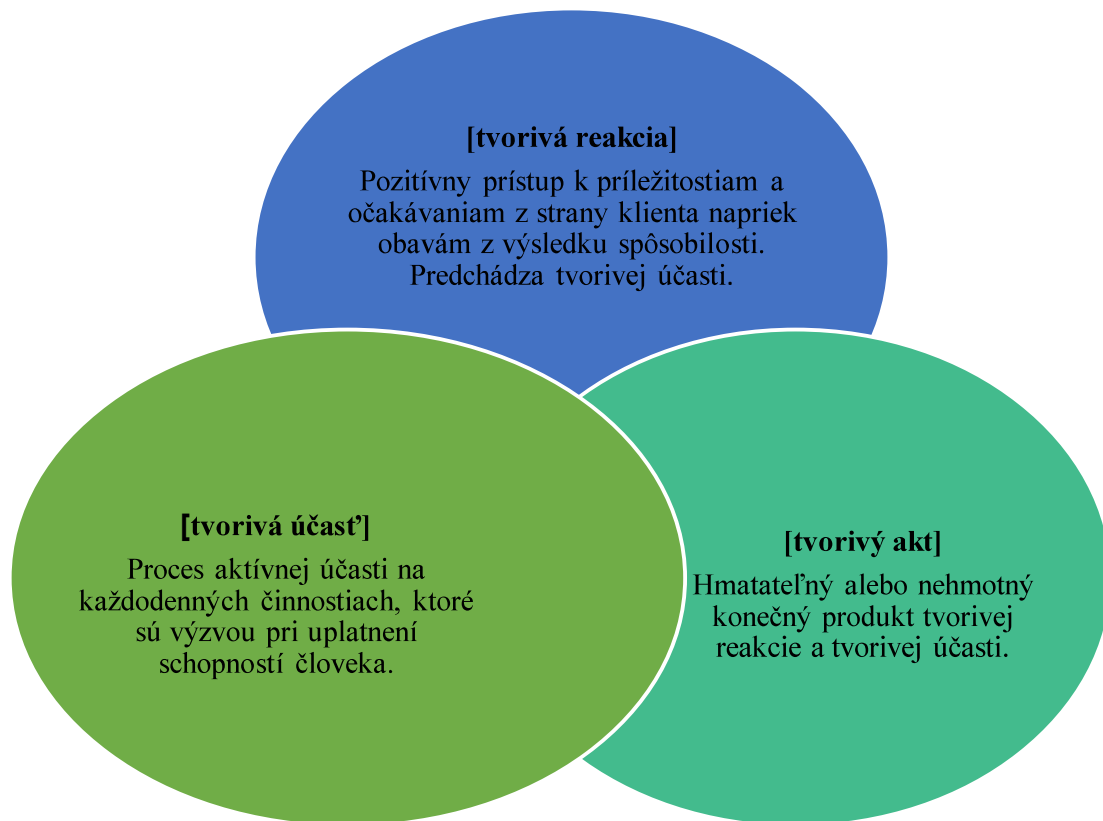 [tvorivá reakcia]
Pozitívny prístup k príležitostiam a
očakávaniam z strany klienta napriek
obavám z výsledku spôsobilosti.
Predchádza tvorivej účasti.
[tvorivá účasť]
Proces aktívnej účasti na
každodenných činnostiach, ktoré
sú výzvou pri uplatnení
schopností človeka.
[tvorivý akt]
Hmatateľný alebo nehmotný
konečný produkt tvorivej
reakcie a tvorivej účasti.